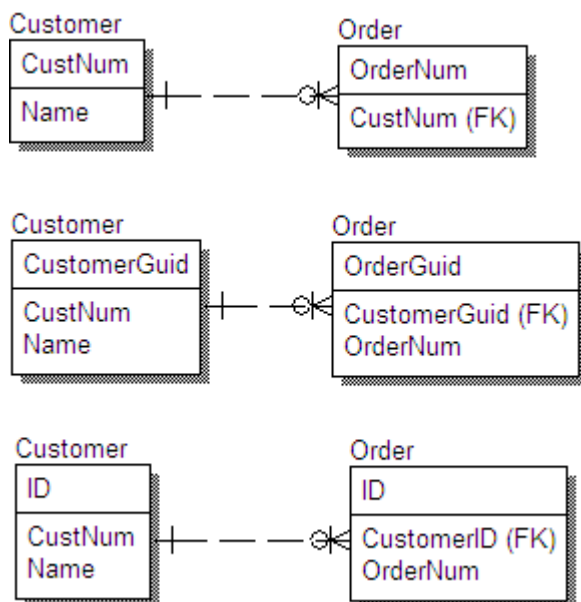 Customer
CustNum
Name
Order
OrderNum
CustNum (FK)
Customer
CustomerGuid
CustNum
Name
Order
OrderGuid
CustomerGuid (FK)
OrderNum
Customer
ID
CustNum
Name
Order
ID
CustomerID (FK)
OrderNum